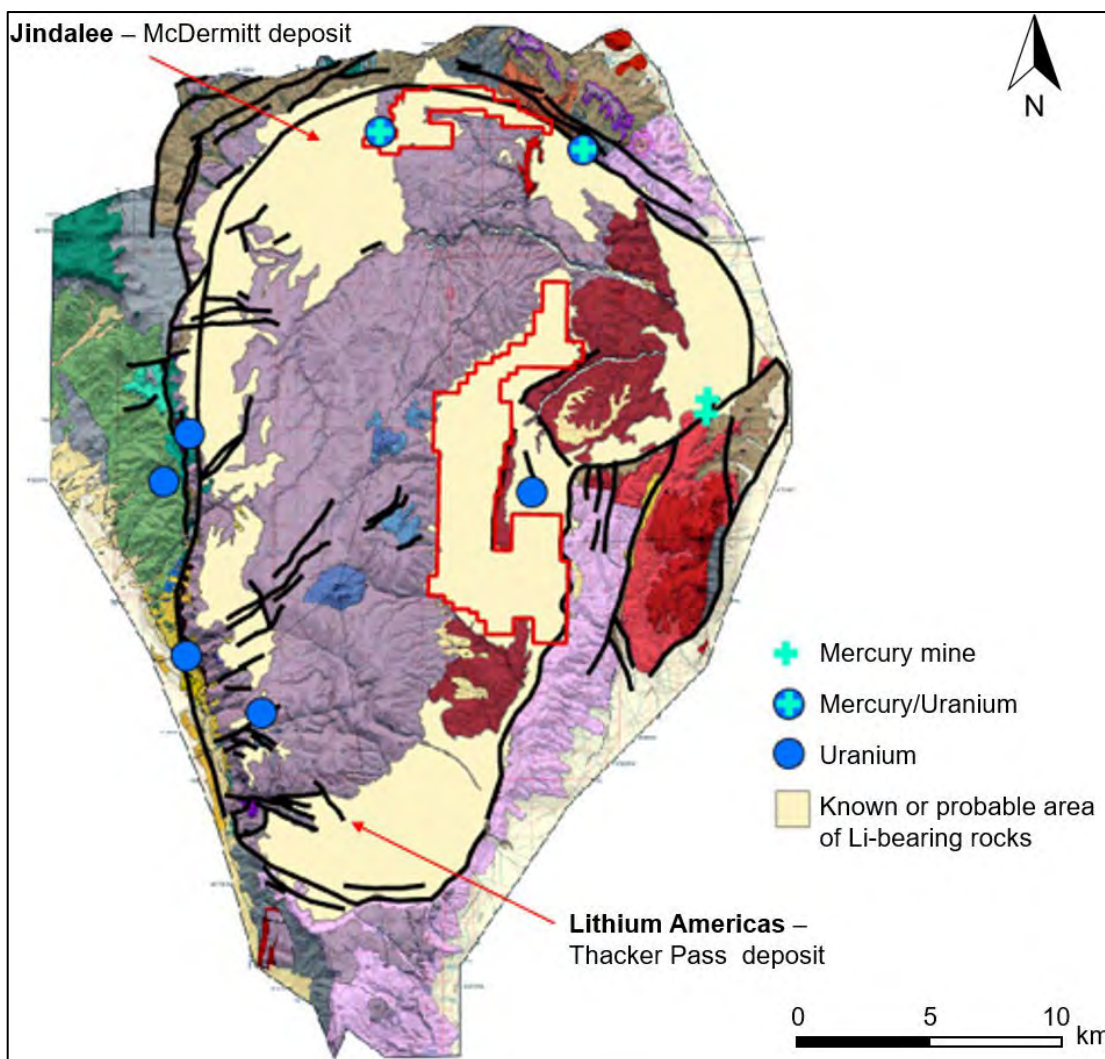 Jindalee – McDermitt deposit
N
Mercury mine
Mercury/Uranium
Uranium
Known or probable area
of Li-bearing rocks
Lithium Americas –
Thacker Pass deposit
0 5 10
km